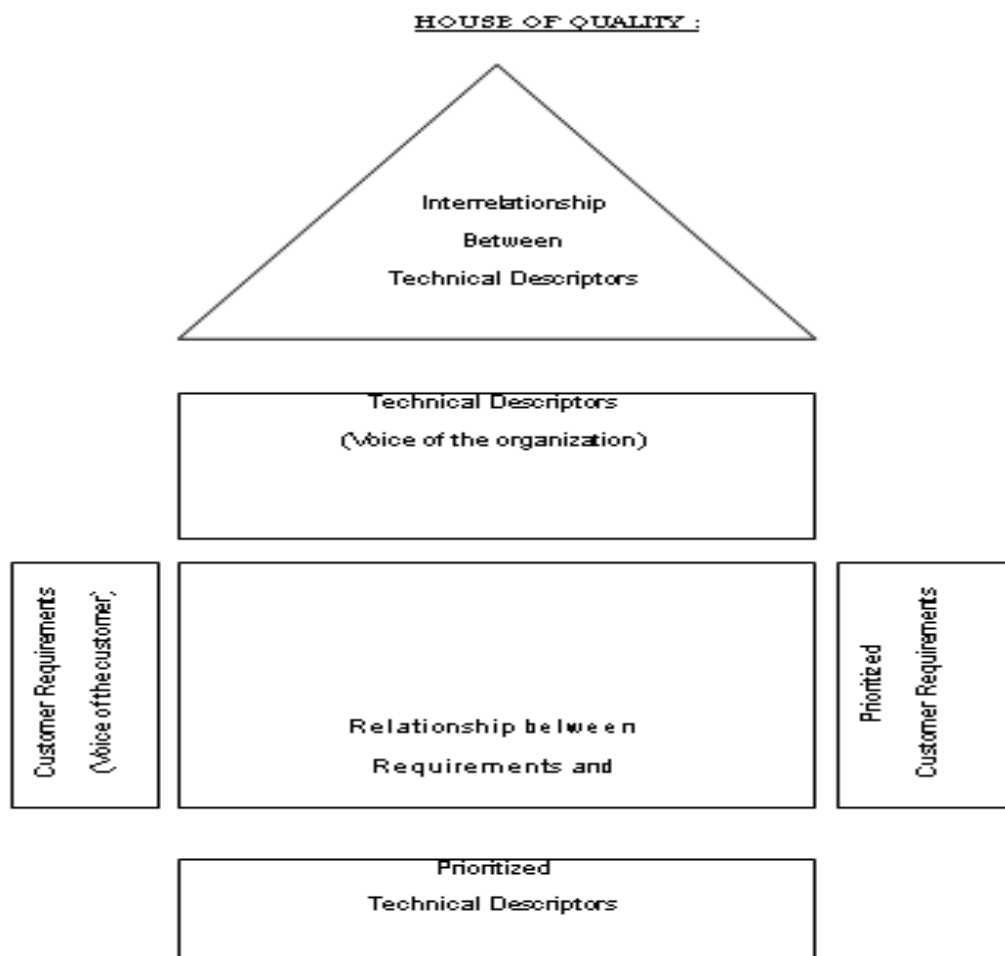 HOUSE OF QUALITY :
Interrelationship
Between
Technical Descriptors
Technical Descriptors
(Voice of the organization)
Customer Requirements
(Voice of the customer)
Relationship between
Requirements and
Prioritized
Customer Requirements
Prioritized
Technical Descriptors